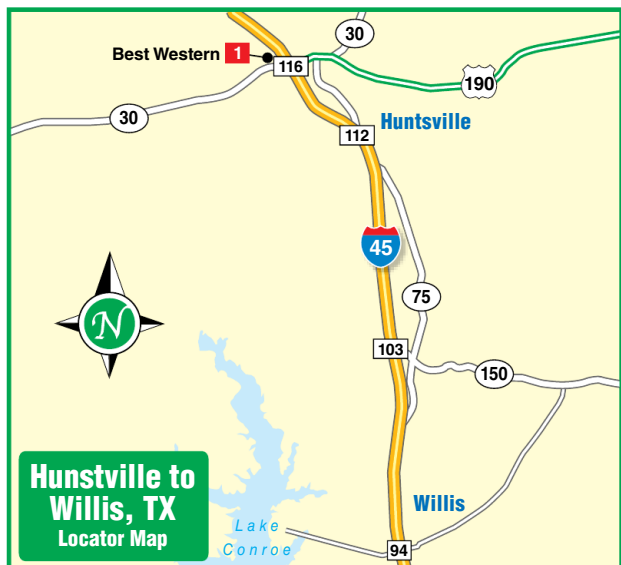 30
Best Western 1
116
190
30
Huntsville
112
45
75
N
103
150
Hunstville to
Willis, TX
Locator Map
Willis
Lake
Conroe
94